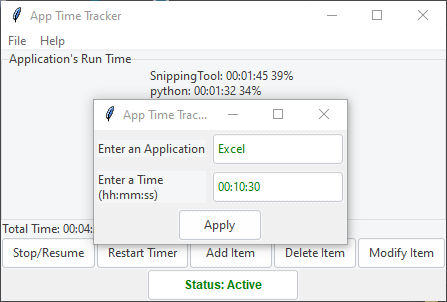 App Time Tracker
File Help
Application's Run Time
SnippingTool: 00:01:45 39%
python: 00:01:32 34%
App Time Trac...
Enter an Application
Excel
Enter a Time
(hh:mm:ss)
00:10:30
Apply
Total Time: 00:04:
Stop/Resume
Restart Timer
Add Item
Delete Item
Modify Item
Status: Active